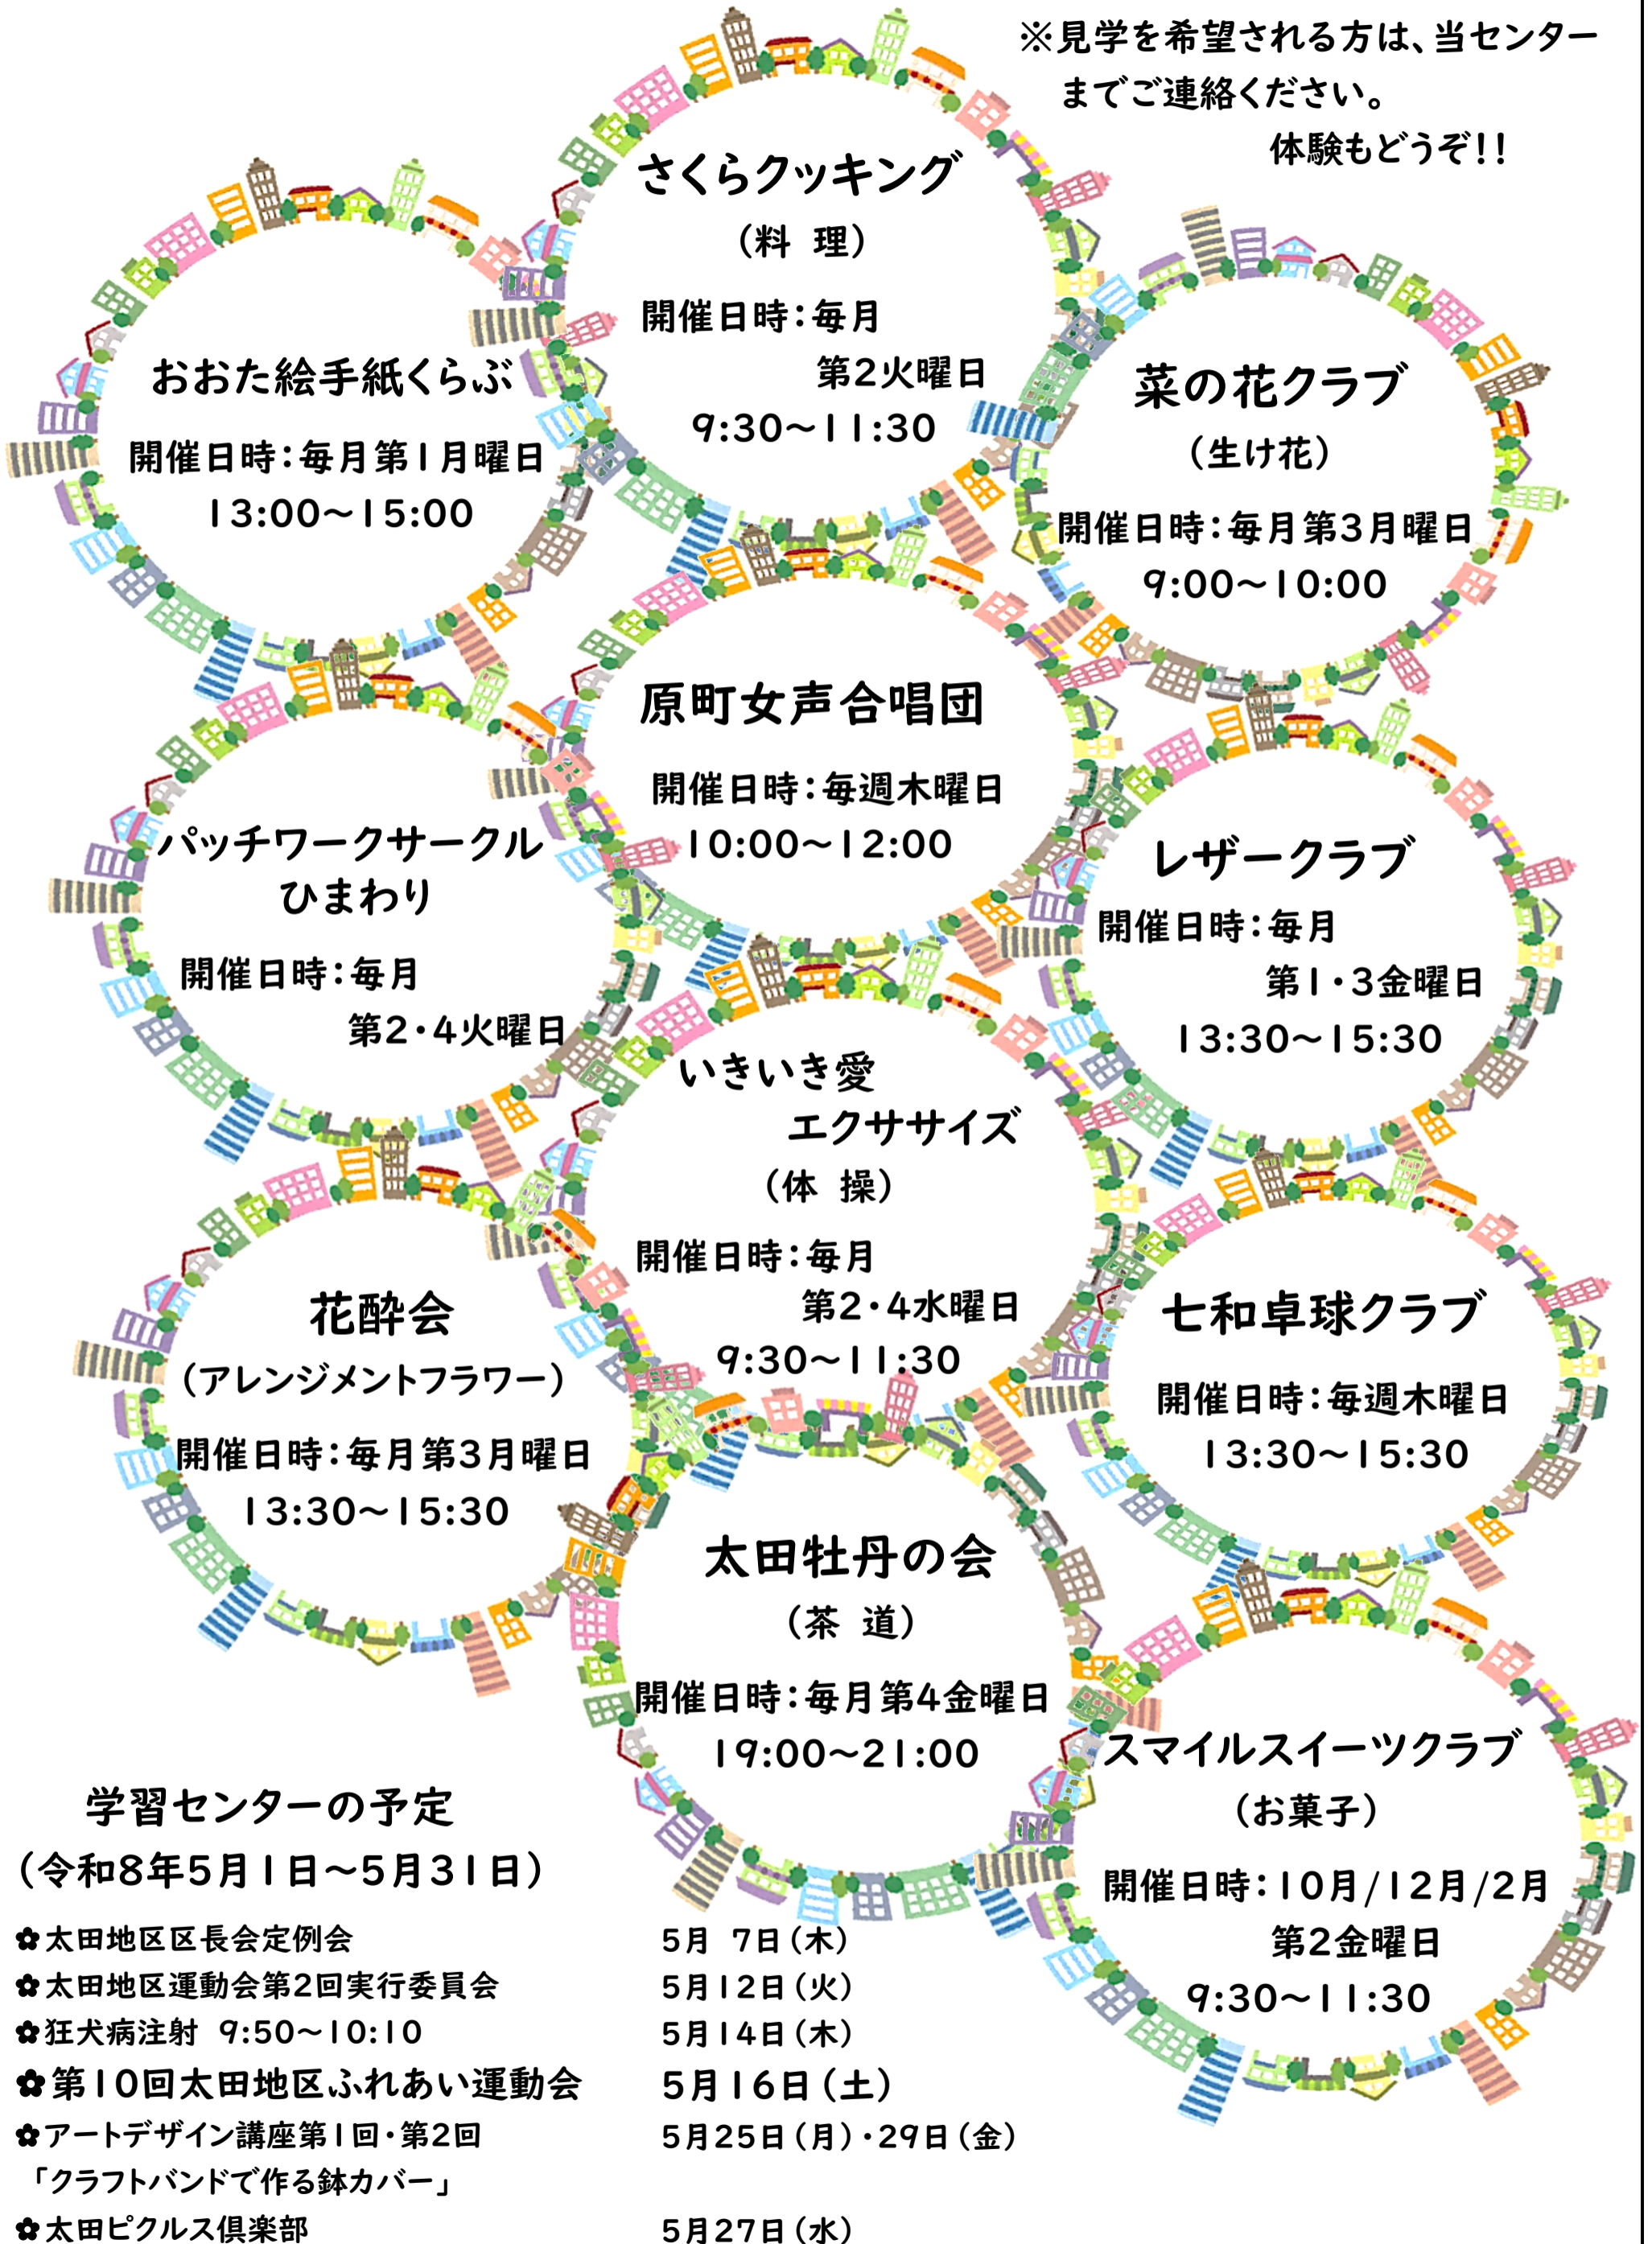 ※見学を希望される方は、当センター
までご連絡ください。
体験もどうぞ!!
さくらクッキング
（料 理）
開催日時：毎月
第2火曜日
9:30～11:30
おおた絵手紙くらぶ
開催日時：毎月第1月曜日
13:00～15:00
菜の花クラブ
（生け花）
開催日時：毎月第3月曜日
9:00～10:00
原町女声合唱団
開催日時：毎週木曜日
10:00～12:00
パッチワークサークル
ひまわり
開催日時：毎月
第2・4火曜日
レザークラブ
開催日時：毎月
第1・3金曜日
13:30～15:30
いきいき愛
エクササイズ
（体 操）
開催日時：毎月
第2・4水曜日
9:30～11:30
花酔会
（アレンジメントフラワー）
開催日時：毎月第3月曜日
13:30～15:30
七和卓球クラブ
開催日時：毎週木曜日
13:30～15:30
太田牡丹の会
（茶 道）
開催日時：毎月第4金曜日
19:00～21:00
スマイルスイーツクラブ
（お菓子）
開催日時：10月/12月/2月
第2金曜日
9:30～11:30
学習センターの予定
（令和8年5月1日～5月31日）
✿太田地区区長会定例会 5月 7日（木）
✿太田地区運動会第2回実行委員会 5月12日（火）
✿狂犬病注射 9:50～10:10 5月14日（木）
✿第10回太田地区ふれあい運動会 5月16日（土）
✿アートデザイン講座第1回・第2回 5月25日（月）・29日（金）
「クラフトバンドで作る鉢カバー」
✿太田ピクルス倶楽部 5月27日（水）